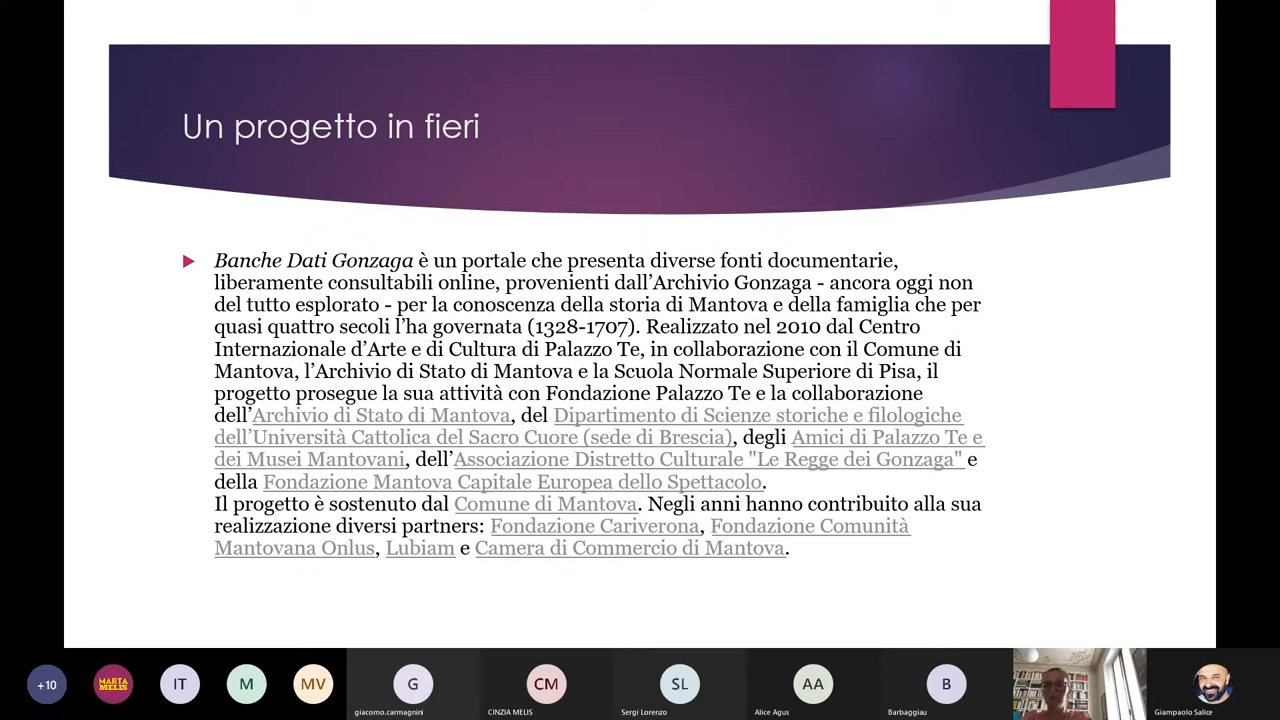 Un progetto in fieri
Banche Dati Gonzaga è un portale che presenta diverse fonti documentarie,
liberamente consultabili online, provenienti dall’Archivio Gonzaga - ancora oggi non
del tutto esplorato - per la conoscenza della storia di Mantova e della famiglia che per
quasi quattro secoli l’ha governata (1328-1707). Realizzato nel 2010 dal Centro
Internazionale d’Arte e di Cultura di Palazzo Te, in collaborazione con il Comune di
Mantova, l’Archivio di Stato di Mantova e la Scuola Normale Superiore di Pisa, il
progetto prosegue la sua attività con Fondazione Palazzo Te e la collaborazione
dell’Archivio di Stato di Mantova, del Dipartimento di Scienze storiche e filologiche
dell’Università Cattolica del Sacro Cuore (sede di Brescia), degli Amici di Palazzo Te e
dei Musei Mantovani, dell’Associazione Distretto Culturale "Le Regge dei Gonzaga" e
della Fondazione Mantova Capitale Europea dello Spettacolo.
Il progetto è sostenuto dal Comune di Mantova. Negli anni hanno contribuito alla sua
realizzazione diversi partners: Fondazione Cariverona, Fondazione Comunità
Mantovana Onlus, Lubiam e Camera di Commercio di Mantova.
+10
MARTA
MELIS
IT
M
MV
G
giacomo.carmagnini
CM
CINZIA MELIS
SL
Sergi Lorenzo
AA
Alice Agus
B
Barbaggiau
Giampaolo Salice